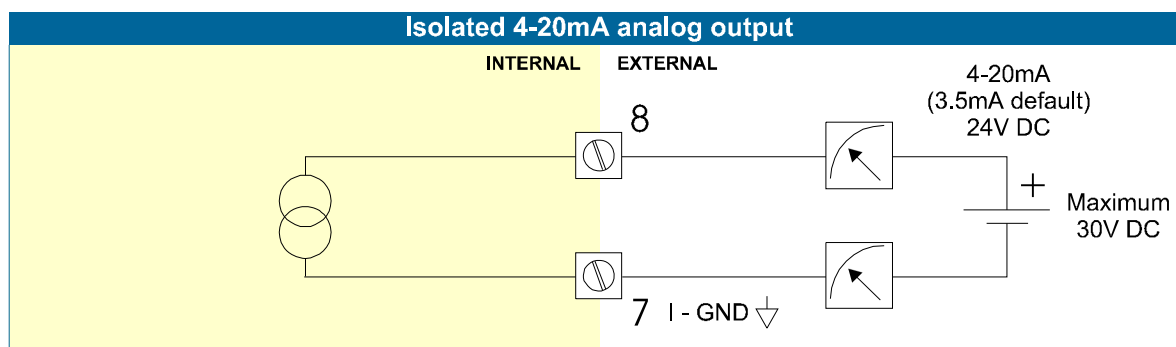 Isolated 4-20mA analog output
INTERNAL
EXTERNAL
4-20mA
(3.5mA default)
24V DC
8
+
Maximum
30V DC
7 I - GND